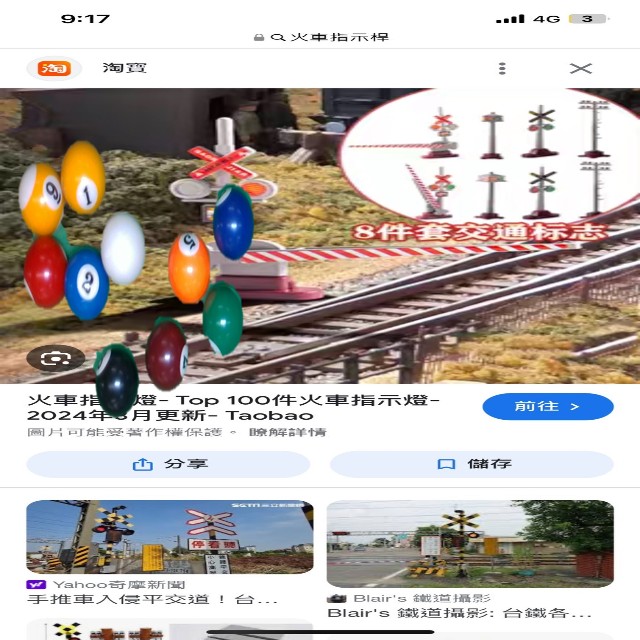 9:17
4G 3
火車指示桿
淘 淘寶
8件套交通标志
9
1
2
5
火車指示燈- Top 100件火車指示燈-
2024年8月更新- Taobao
前往 >
圖片可能受著作權保護。 瞭解詳情
分享
儲存
停看聽
Yahoo奇摩新聞
手推車入侵平交道！台...
Blair's 鐵道攝影
Blair's 鐵道攝影: 台鐵各...